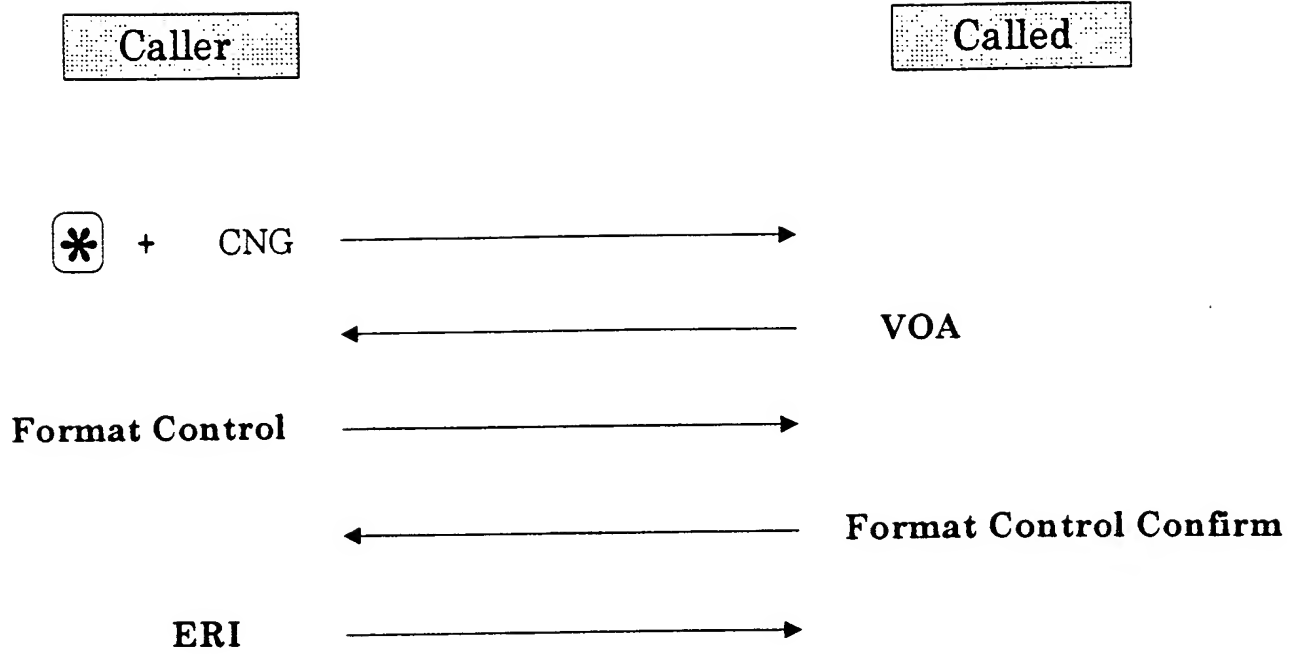 Caller
Called
* + CNG
VOA
Format Control
Format Control Confirm
ERI